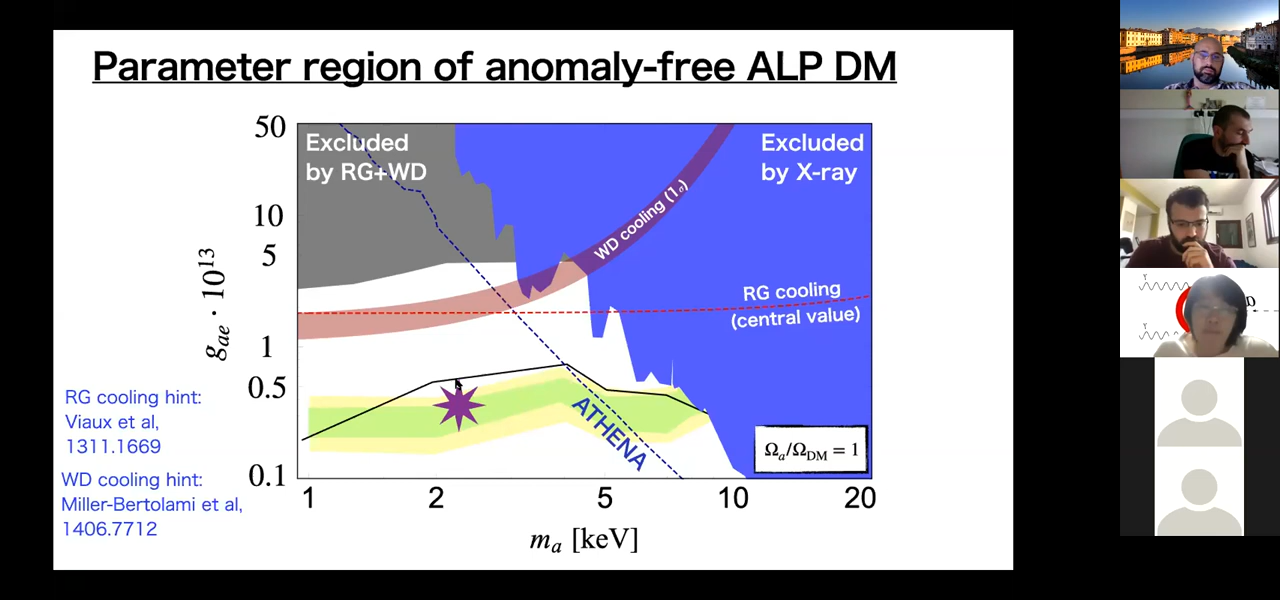 Parameter region of anomaly-free ALP DM
50
10
5
1
0.5
0.1
g_ae · 10^13
Excluded
by RG+WD
Excluded
by X-ray
WD cooling (1σ)
RG cooling
(central value)
ATHENA
Ω_a/Ω_DM = 1
1
2
5
10
20
m_a [keV]
RG cooling hint:
Viaux et al,
1311.1669
WD cooling hint:
Miller-Bertolami et al,
1406.7712
γ
γ